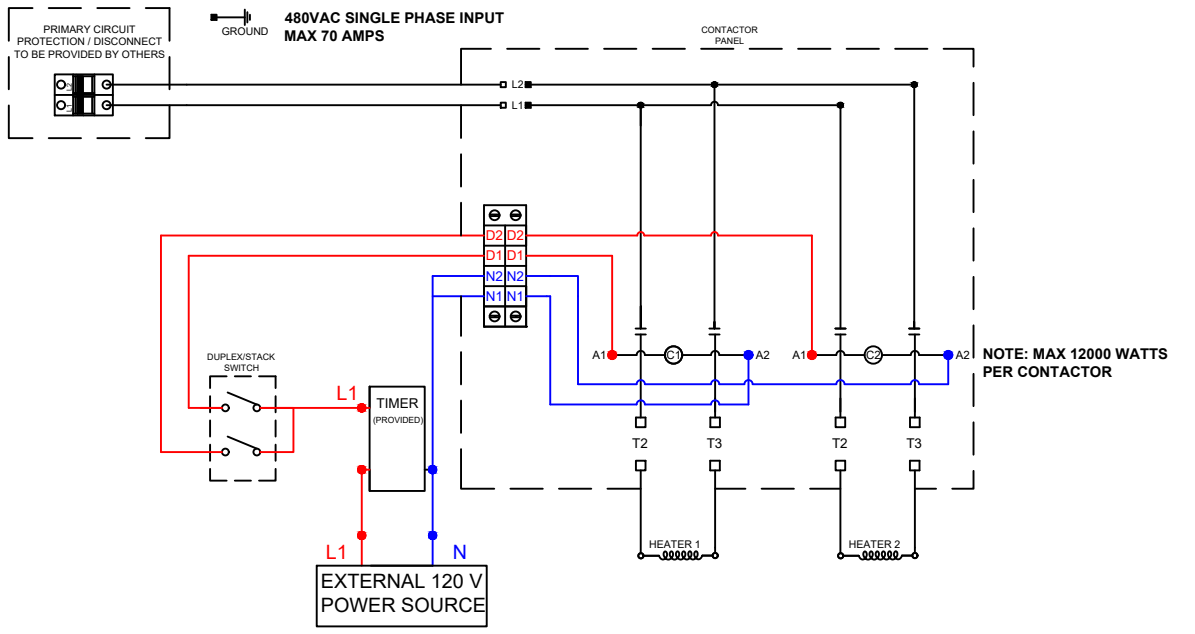 PRIMARY CIRCUIT
PROTECTION / DISCONNECT
TO BE PROVIDED BY OTHERS
L2
L1
GROUND
480VAC SINGLE PHASE INPUT
MAX 70 AMPS
CONTACTOR
PANEL
L2
L1
D2 D2
D1 D1
N2 N2
N1 N1
A1 C1 A2
A1 C2 A2
NOTE: MAX 12000 WATTS
PER CONTACTOR
DUPLEX/STACK
SWITCH
L1
TIMER
(PROVIDED)
T2 T3 T2 T3
HEATER 1
HEATER 2
L1 N
EXTERNAL 120 V
POWER SOURCE